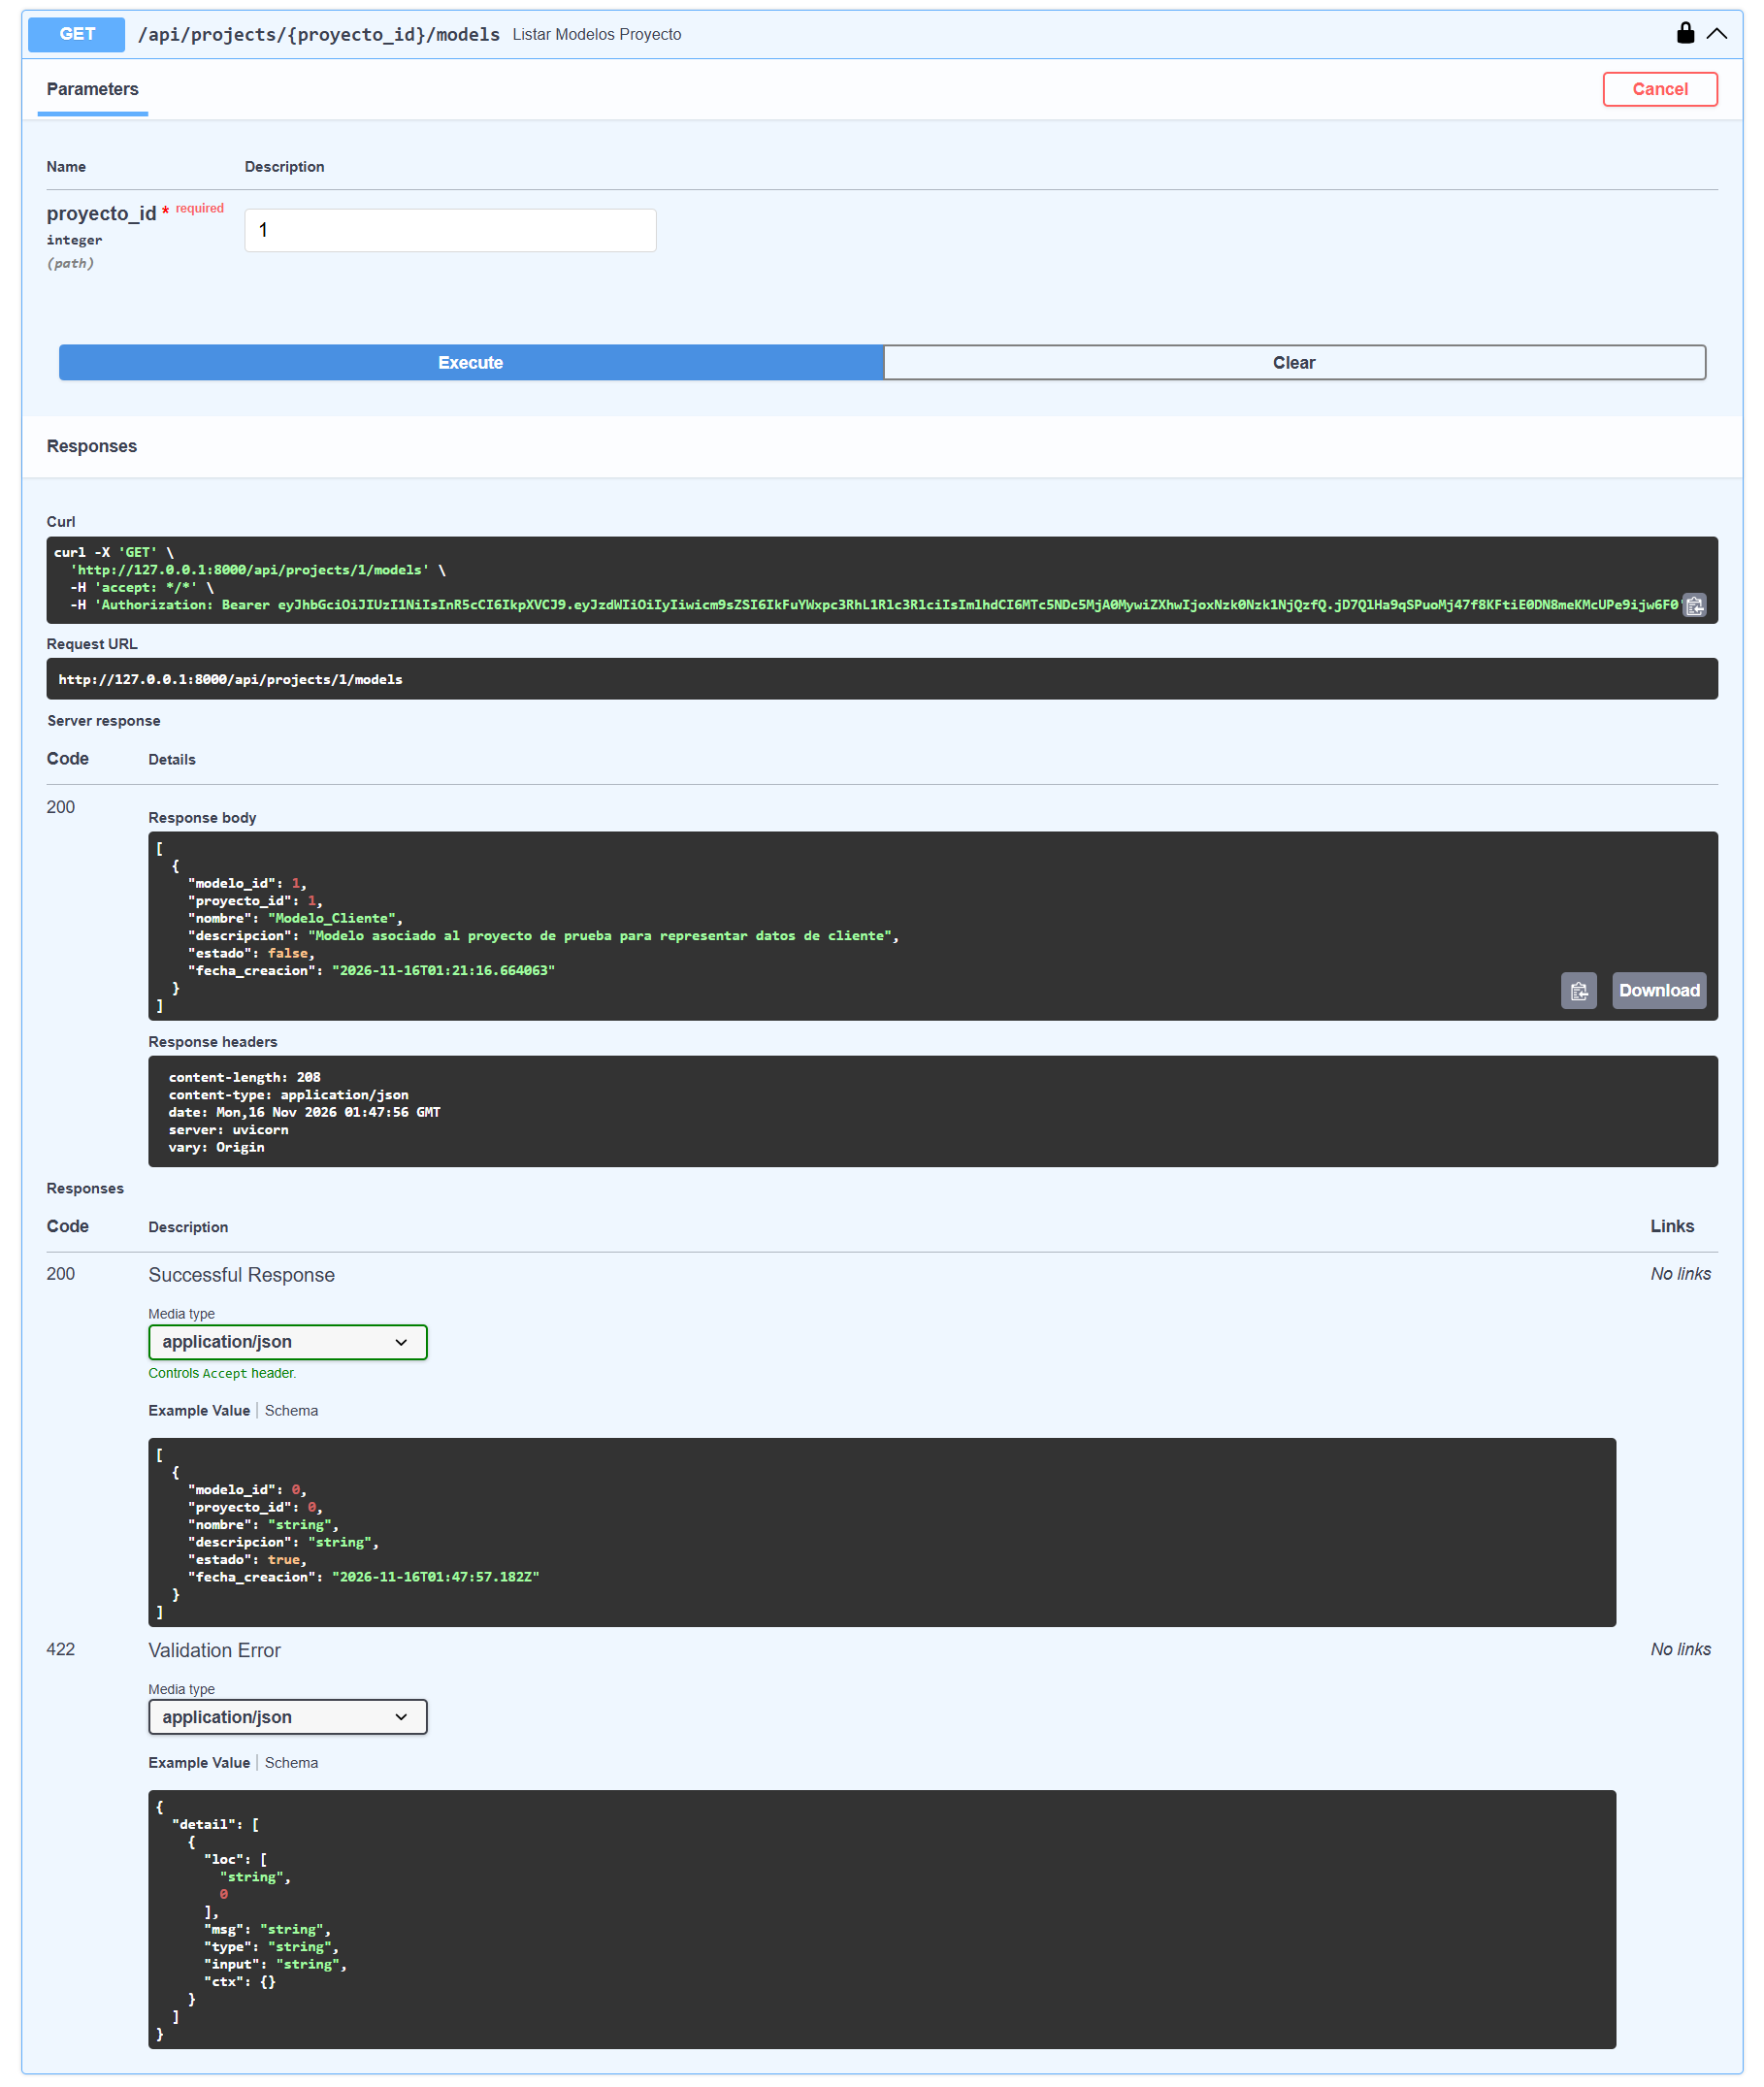 GET /api/projects/{proyecto_id}/models Listar Modelos Proyecto
Parameters
Cancel
Name Description
proyecto_id * required
integer
(path)
1
Execute Clear
Responses
Curl
curl -X 'GET' \
  'http://127.0.0.1:8000/api/projects/1/models' \
  -H 'accept: */*' \
  -H 'Authorization: Bearer eyJhbGciOiJIUzI1NiIsInR5cCI6IkpXVCJ9.eyJzdWIiOiIyIiwicm9sZSI6IkFuYWxpc3RhL1Rlc3RlciIsImlhdCI6MTc5NDc5MjA0MywiZXhwIjoxNzk0Nzk1NjQzfQ.jD7QlHa9qSPuoMj47f8KFtiE0DN8meKMcUPe9ijw6F0'
Request URL
http://127.0.0.1:8000/api/projects/1/models
Server response
Code Details
200
Response body
[
  {
    "modelo_id": 1,
    "proyecto_id": 1,
    "nombre": "Modelo_Cliente",
    "descripcion": "Modelo asociado al proyecto de prueba para representar datos de cliente",
    "estado": false,
    "fecha_creacion": "2026-11-16T01:21:16.664063"
  }
]
Download
Response headers
content-length: 208
content-type: application/json
date: Mon,16 Nov 2026 01:47:56 GMT
server: uvicorn
vary: Origin
Responses
Code Description Links
200 Successful Response No links
Media type
application/json
Controls Accept header.
Example Value | Schema
[
  {
    "modelo_id": 0,
    "proyecto_id": 0,
    "nombre": "string",
    "descripcion": "string",
    "estado": true,
    "fecha_creacion": "2026-11-16T01:47:57.182Z"
  }
]
422 Validation Error No links
Media type
application/json
Example Value | Schema
{
  "detail": [
    {
      "loc": [
        "string",
        0
      ],
      "msg": "string",
      "type": "string",
      "input": "string",
      "ctx": {}
    }
  ]
}